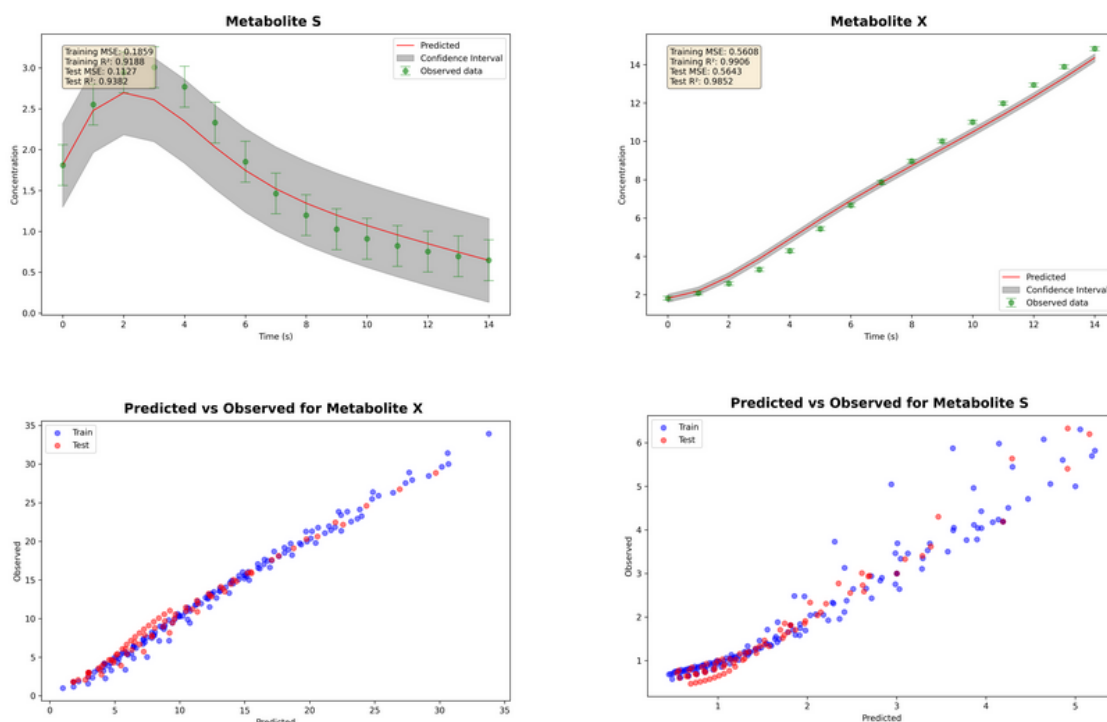 Metabolite S
Training MSE: 0.1859
Training R²: 0.9188
Test MSE: 0.1127
Test R²: 0.9382
Predicted
Confidence Interval
Observed data
Concentration
3.0
2.5
2.0
1.5
1.0
0.5
0.0
0 2 4 6 8 10 12 14
Time (s)
Metabolite X
Training MSE: 0.5608
Training R²: 0.9906
Test MSE: 0.5643
Test R²: 0.9852
Concentration
14
12
10
8
6
4
2
Predicted
Confidence Interval
Observed data
0 2 4 6 8 10 12 14
Time (s)
Predicted vs Observed for Metabolite X
Train
Test
Observed
35
30
25
20
15
10
5
0
0 5 10 15 20 25 30 35
Predicted
Predicted vs Observed for Metabolite S
Train
Test
Observed
6
5
4
3
2
1
1 2 3 4 5
Predicted